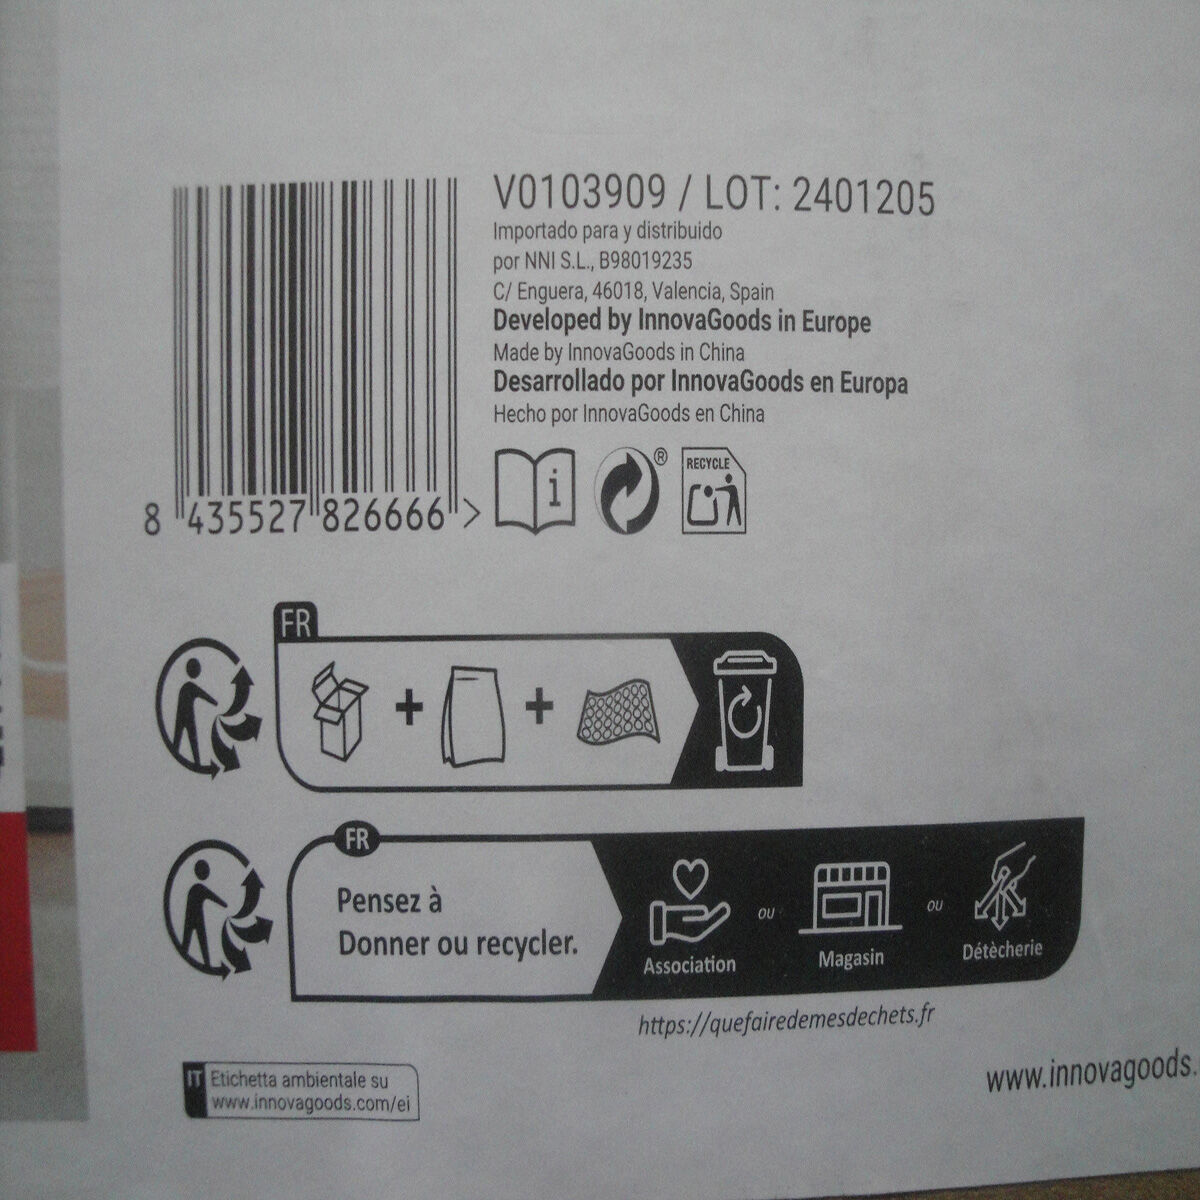 V0103909 / LOT: 2401205
Importado para y distribuido
por NNI S.L., B98019235
C/ Enguera, 46018, Valencia, Spain
Developed by InnovaGoods in Europe
Made by InnovaGoods in China
Desarrollado por InnovaGoods en Europa
Hecho por InnovaGoods en China
8 435527 826666 >
i
®
RECYCLE
FR
+ +
FR
Pensez à
Donner ou recycler.
Association
ou
Magasin
ou
Détècherie
https://quefairedemesdechets.fr
IT Etichetta ambientale su
www.innovagoods.com/ei
www.innovagoods.